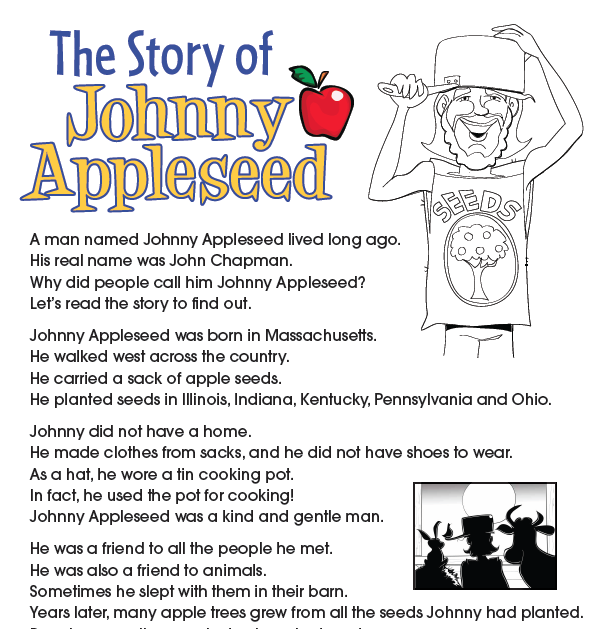 The Story of
Johnny
Appleseed
SEEDS
A man named Johnny Appleseed lived long ago.
His real name was John Chapman.
Why did people call him Johnny Appleseed?
Let's read the story to find out.
Johnny Appleseed was born in Massachusetts.
He walked west across the country.
He carried a sack of apple seeds.
He planted seeds in Illinois, Indiana, Kentucky, Pennsylvania and Ohio.
Johnny did not have a home.
He made clothes from sacks, and he did not have shoes to wear.
As a hat, he wore a tin cooking pot.
In fact, he used the pot for cooking!
Johnny Appleseed was a kind and gentle man.
He was a friend to all the people he met.
He was also a friend to animals.
Sometimes he slept with them in their barn.
Years later, many apple trees grew from all the seeds Johnny had planted.